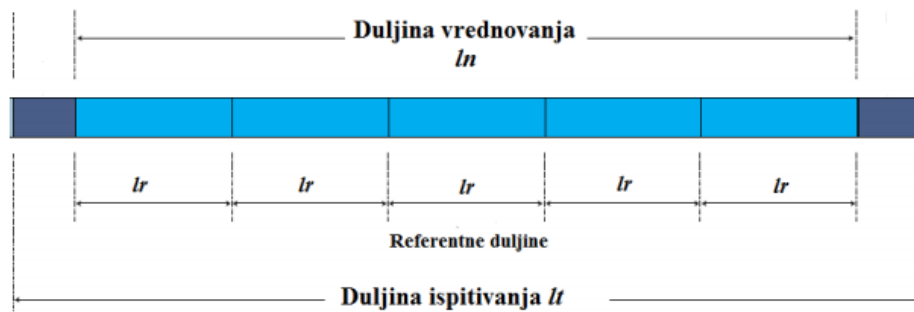 Duljina vrednovanja
ln
lr lr lr lr lr
Referentne duljine
Duljina ispitivanja lt